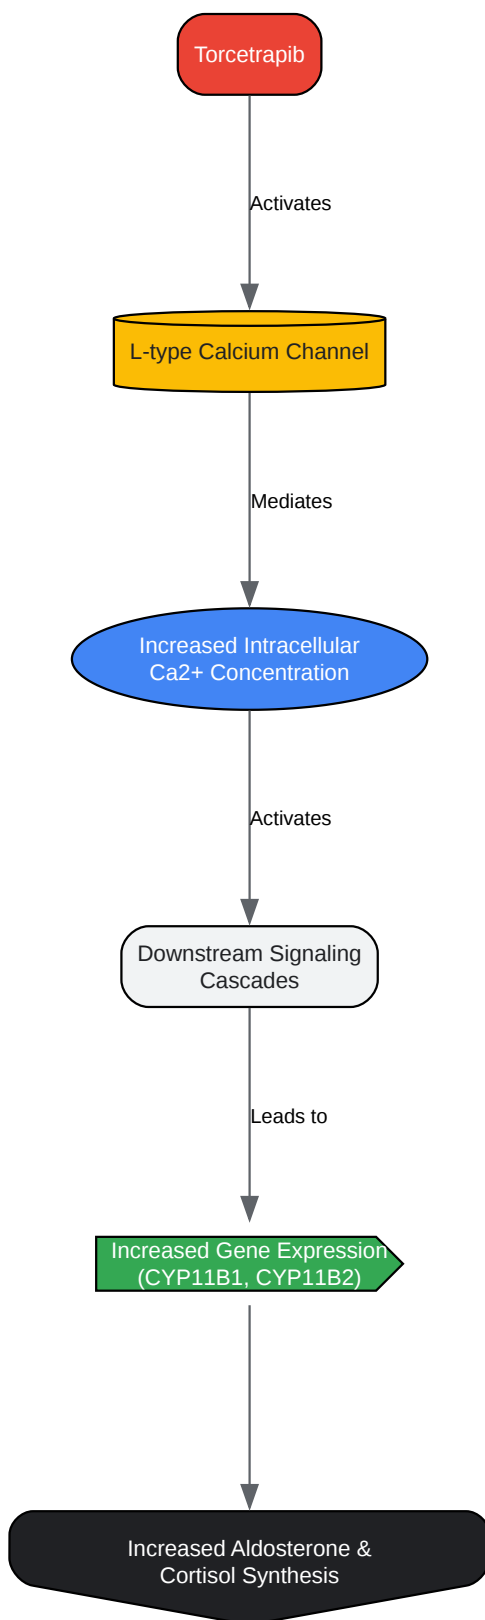 Torcetrapib
Activates
L-type Calcium Channel
Mediates
Increased Intracellular
Ca2+ Concentration
Activates
Downstream Signaling
Cascades
Leads to
Increased Gene Expression
(CYP11B1, CYP11B2)
Increased Aldosterone &
Cortisol Synthesis